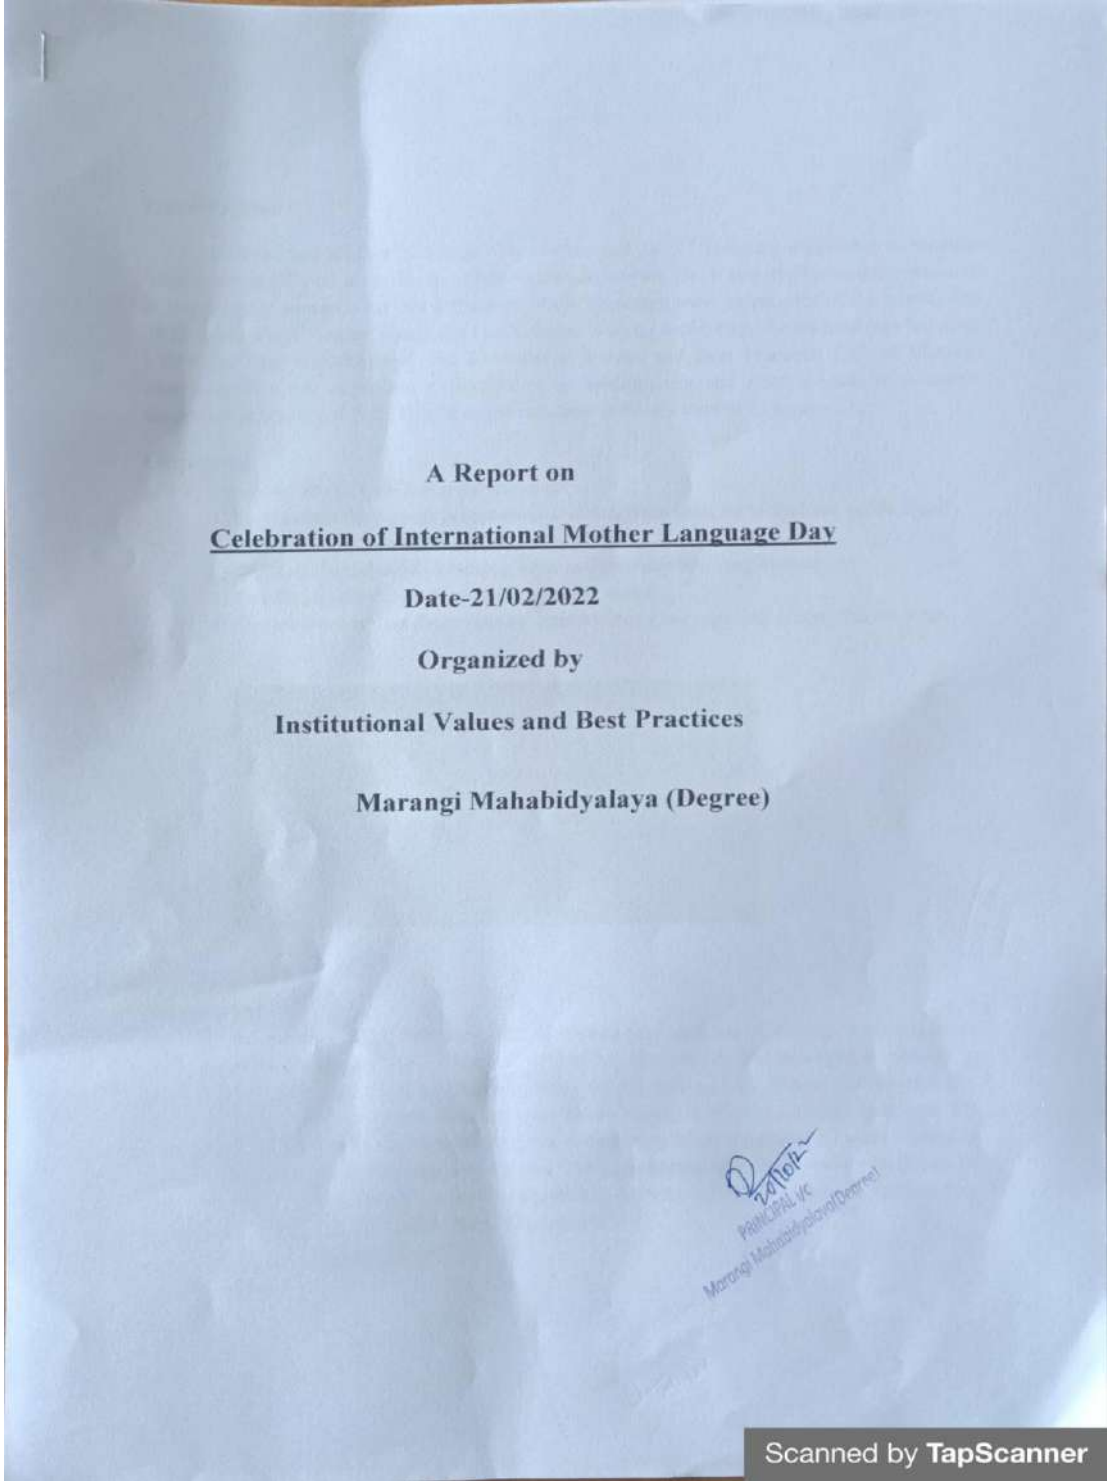 A Report on
Celebration of International Mother Language Day
Date-21/02/2022
Organized by
Institutional Values and Best Practices
Marangi Mahabidyalaya (Degree)
PRINCIPAL I/C
Marangi Mahabidyalaya(Degree)
Scanned by TapScanner